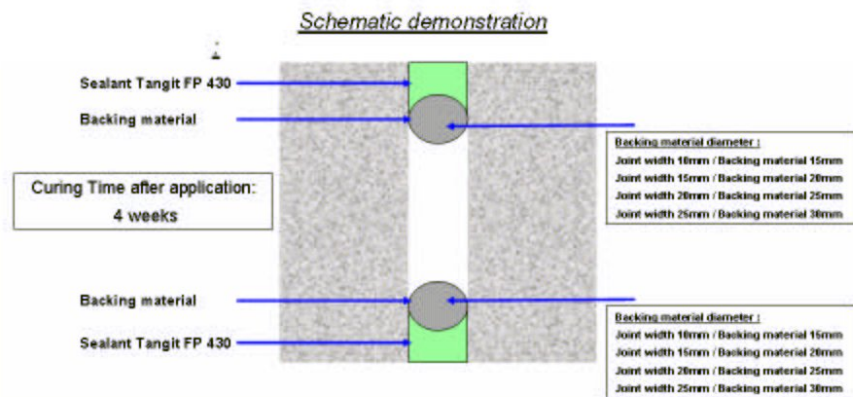 Schematic demonstration
Sealant Tangit FP 430
Backing material
Backing material diameter :
Joint width 10mm / Backing material 15mm
Joint width 15mm / Backing material 20mm
Joint width 20mm / Backing material 25mm
Joint width 25mm / Backing material 30mm
Curing Time after application:
4 weeks
Backing material
Sealant Tangit FP 430
Backing material diameter :
Joint width 10mm / Backing material 15mm
Joint width 15mm / Backing material 20mm
Joint width 20mm / Backing material 25mm
Joint width 25mm / Backing material 30mm